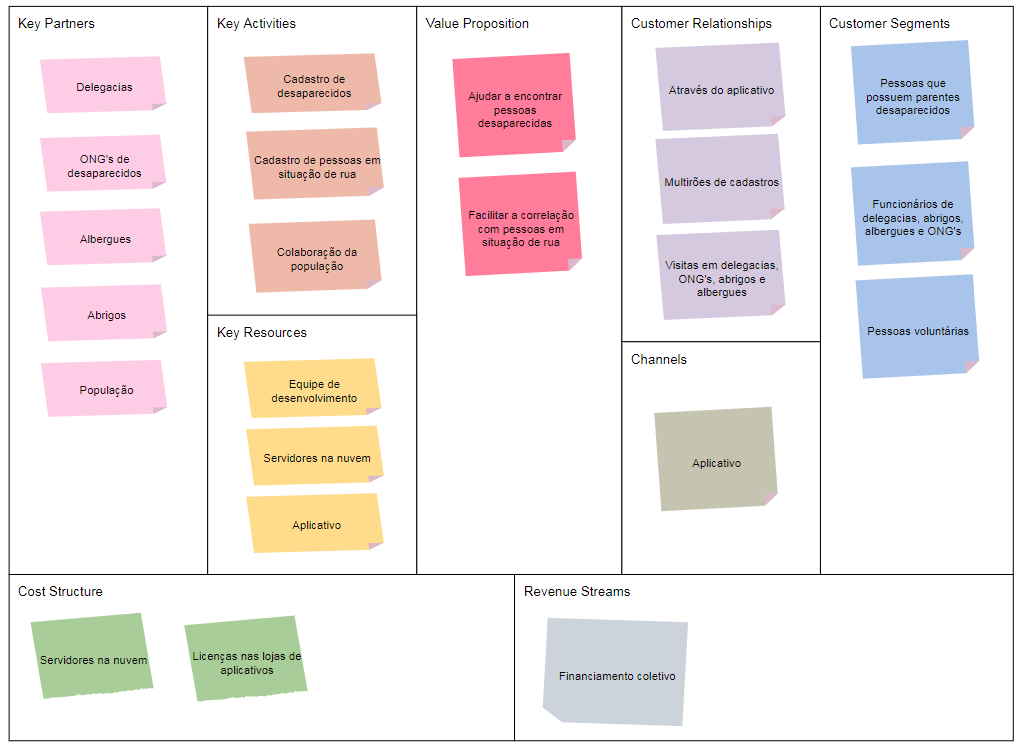 Key Partners
Delegacias
ONG's de
desaparecidos
Albergues
Abrigos
População
Key Activities
Cadastro de
desaparecidos
Cadastro de pessoas em
situação de rua
Colaboração da
população
Key Resources
Equipe de
desenvolvimento
Servidores na nuvem
Aplicativo
Value Proposition
Ajudar a encontrar
pessoas
desaparecidas
Facilitar a correlação
com pessoas em
situação de rua
Customer Relationships
Através do aplicativo
Multirões de cadastros
Visitas em delegacias,
ONG's, abrigos e
albergues
Channels
Aplicativo
Customer Segments
Pessoas que
possuem parentes
desaparecidos
Funcionários de
delegacias, abrigos,
albergues e ONG's
Pessoas voluntárias
Cost Structure
Servidores na nuvem
Licenças nas lojas de
aplicativos
Revenue Streams
Financiamento coletivo